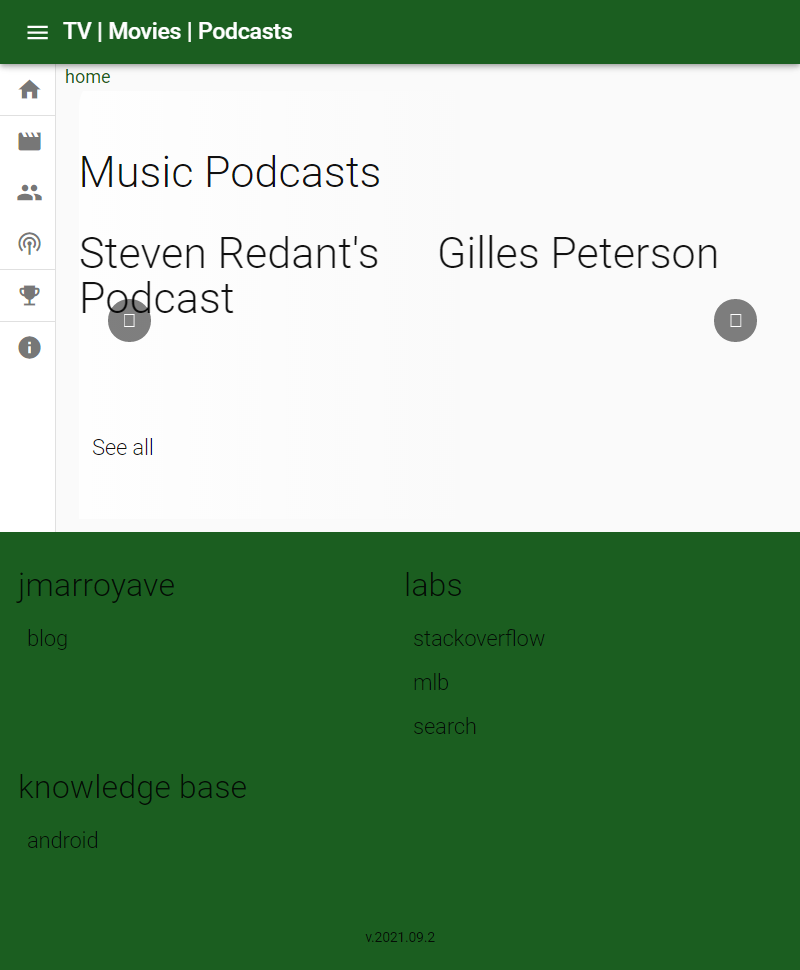 TV | Movies | Podcasts
home
Music Podcasts
Steven Redant's
Podcast
Gilles Peterson
See all
jmarroyave
blog
labs
stackoverflow
mlb
search
knowledge base
android
v.2021.09.2